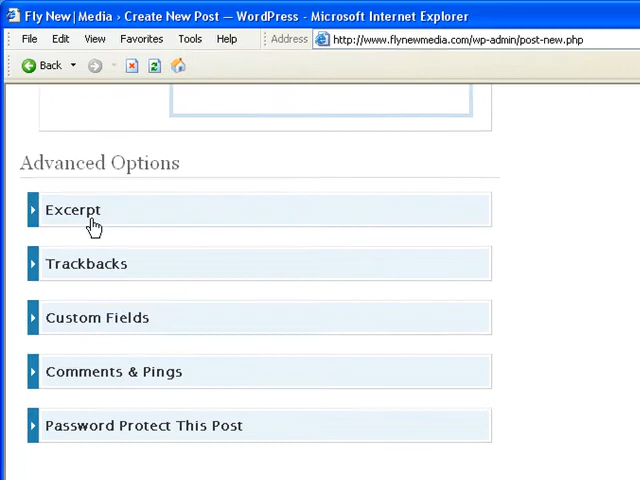 Fly New|Media › Create New Post — WordPress - Microsoft Internet Explorer
File Edit View Favorites Tools Help Address http://www.flynewmedia.com/wp-admin/post-new.php
Back
Advanced Options
Excerpt
Trackbacks
Custom Fields
Comments & Pings
Password Protect This Post